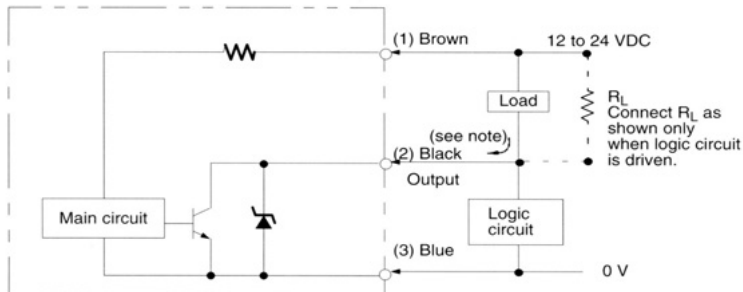 (1) Brown
12 to 24 VDC
Load
RL
Connect RL as
shown only
when logic circuit
is driven.
(see note)
(2) Black
Output
Main circuit
Logic
circuit
(3) Blue
0 V